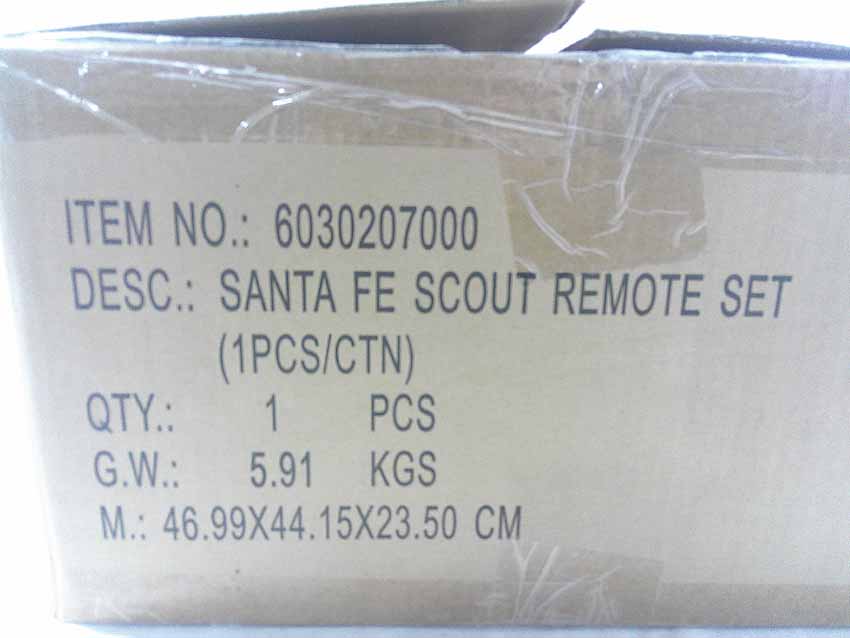 ITEM NO.: 6030207000
DESC.: SANTA FE SCOUT REMOTE SET
(1PCS/CTN)
QTY.: 1 PCS
G.W.: 5.91 KGS
M.: 46.99X44.15X23.50 CM